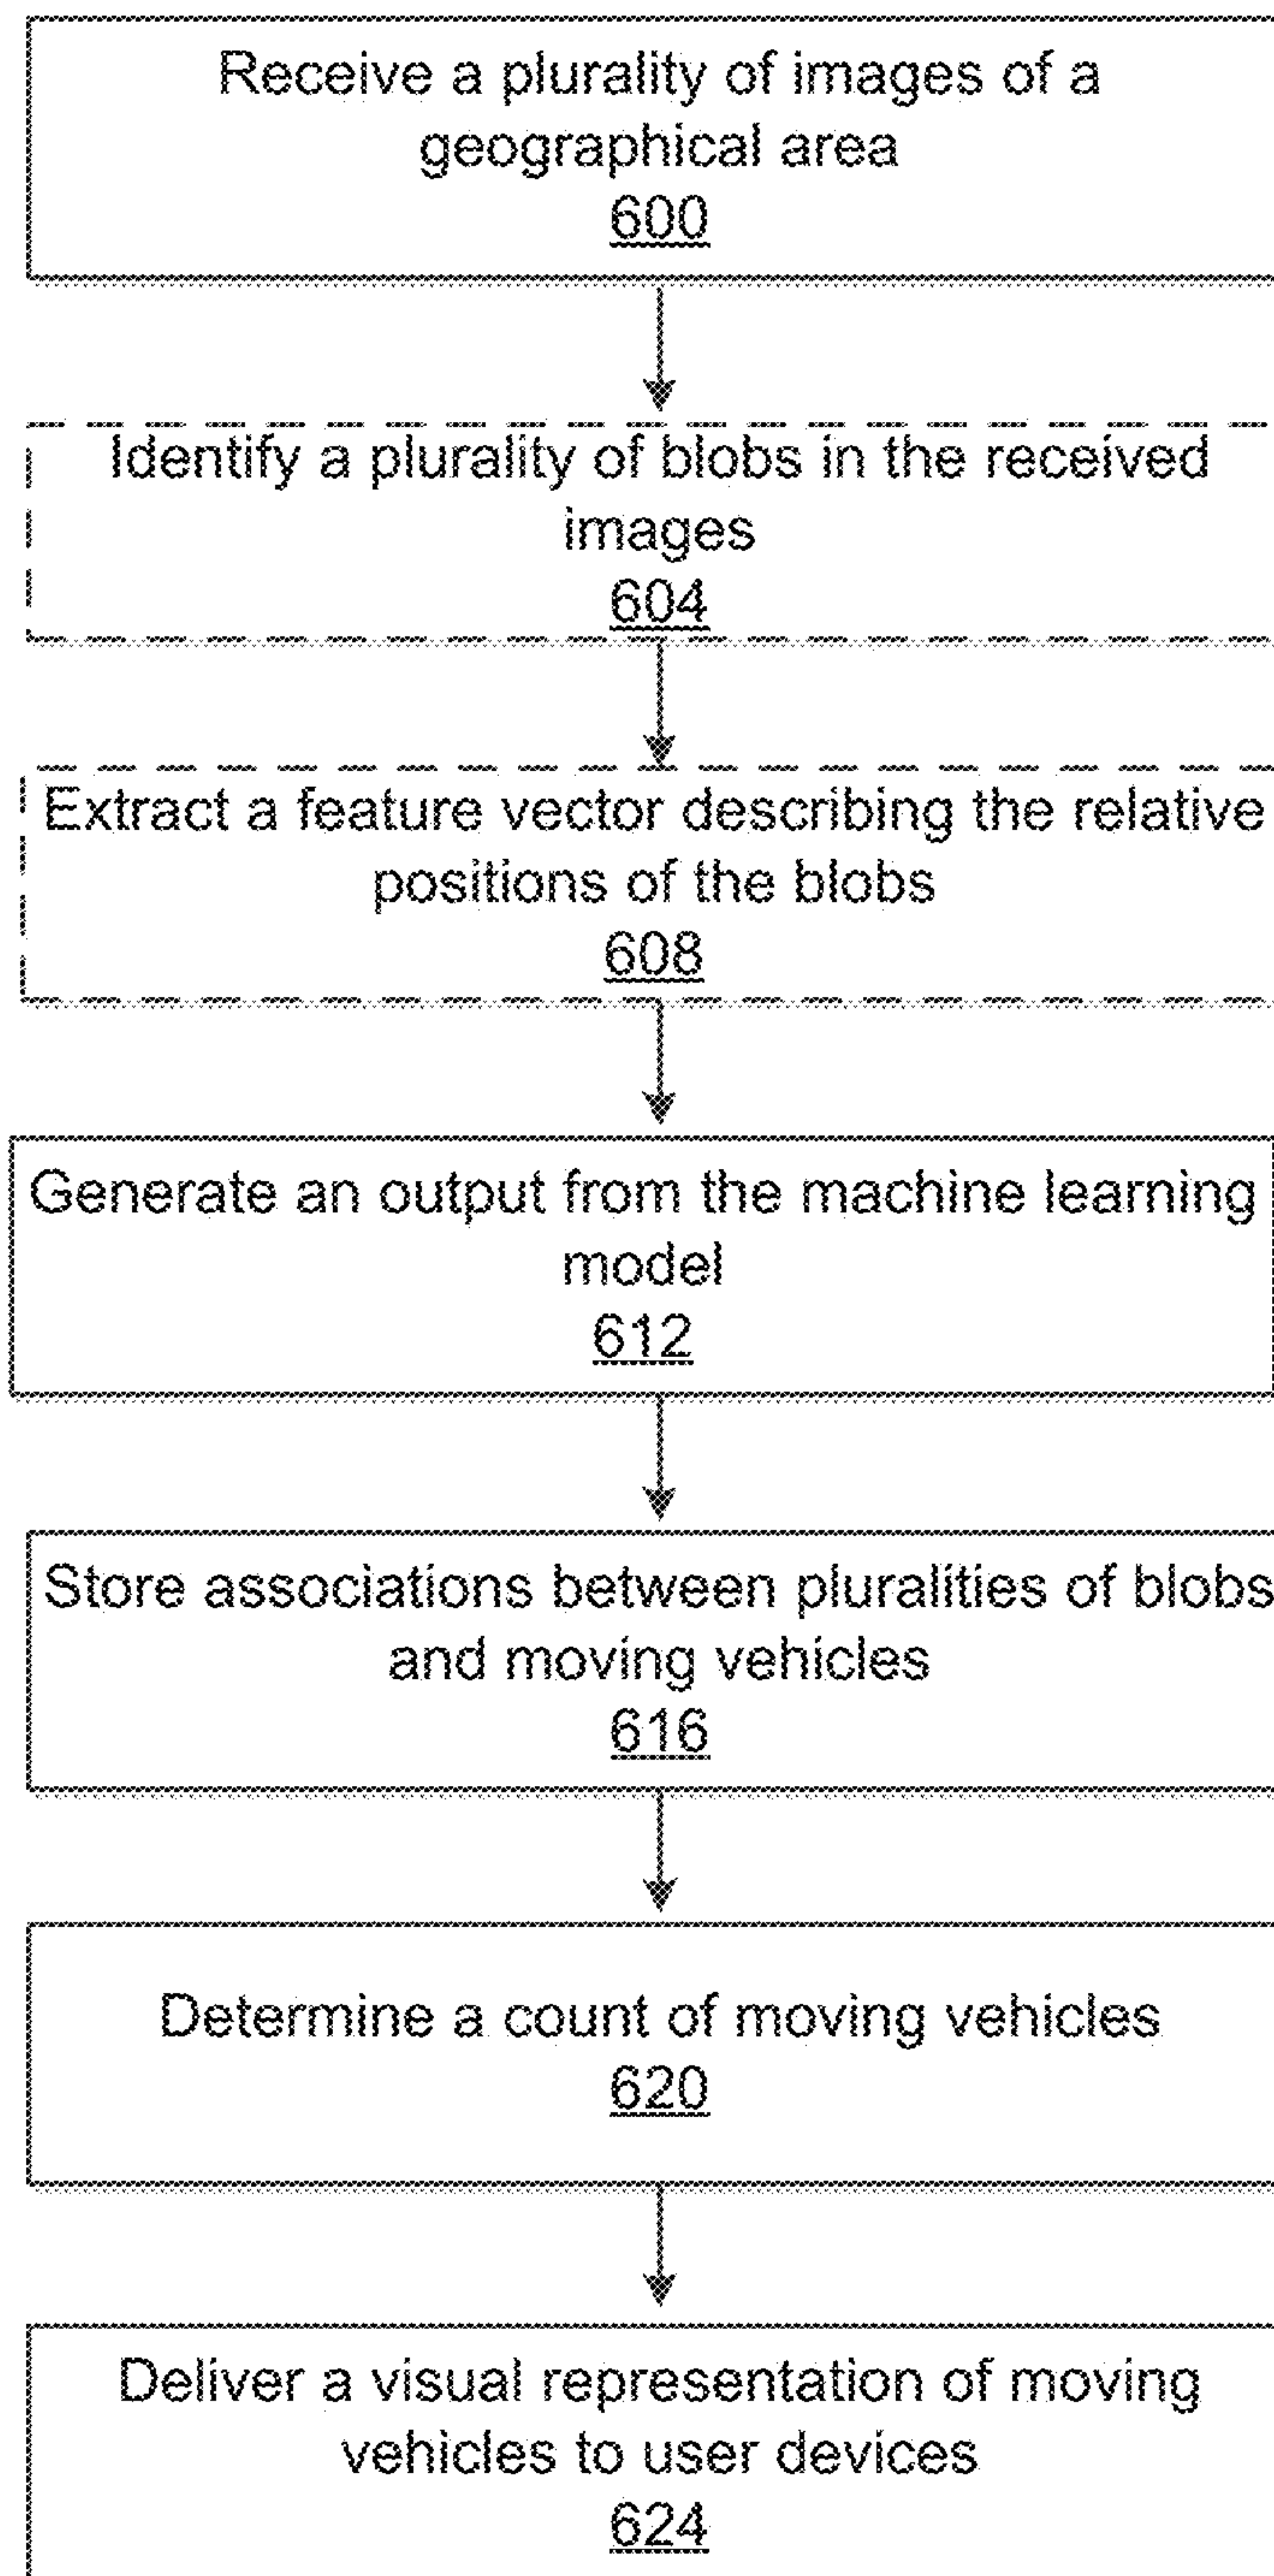 Receive a plurality of images of a
geographical area
600
Identify a plurality of blobs in the received
images
604
Extract a feature vector describing the relative
positions of the blobs
608
Generate an output from the machine learning
model
612
Store associations between pluralities of blobs
and moving vehicles
616
Determine a count of moving vehicles
620
Deliver a visual representation of moving
vehicles to user devices
624